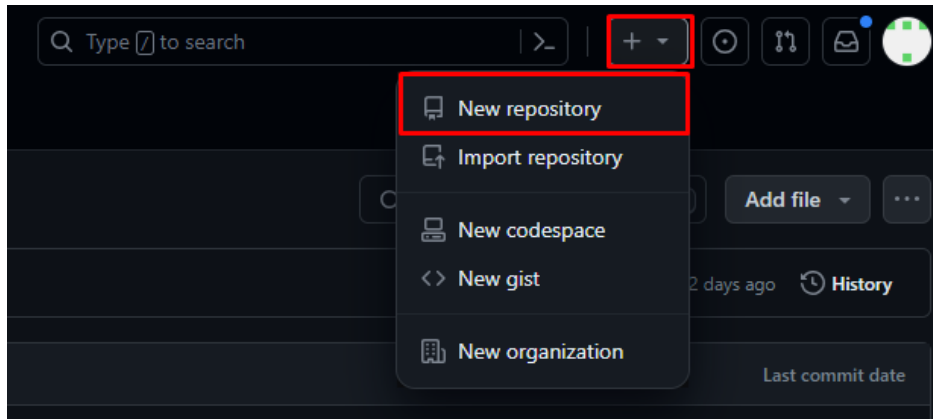 Type / to search
New repository
Import repository
New codespace
New gist
New organization
Add file
2 days ago
History
Last commit date